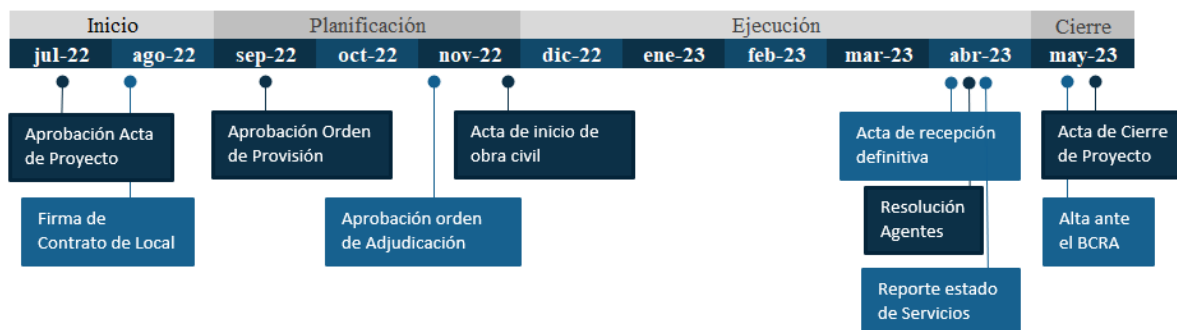 Inicio Planificación Ejecución Cierre
jul-22 ago-22 sep-22 oct-22 nov-22 dic-22 ene-23 feb-23 mar-23 abr-23 may-23
Aprobación Acta
de Proyecto
Aprobación Orden
de Provisión
Acta de inicio de
obra civil
Acta de recepción
definitiva
Acta de Cierre
de Proyecto
Firma de
Contrato de Local
Aprobación orden
de Adjudicación
Resolución
Agentes
Alta ante
el BCRA
Reporte estado
de Servicios